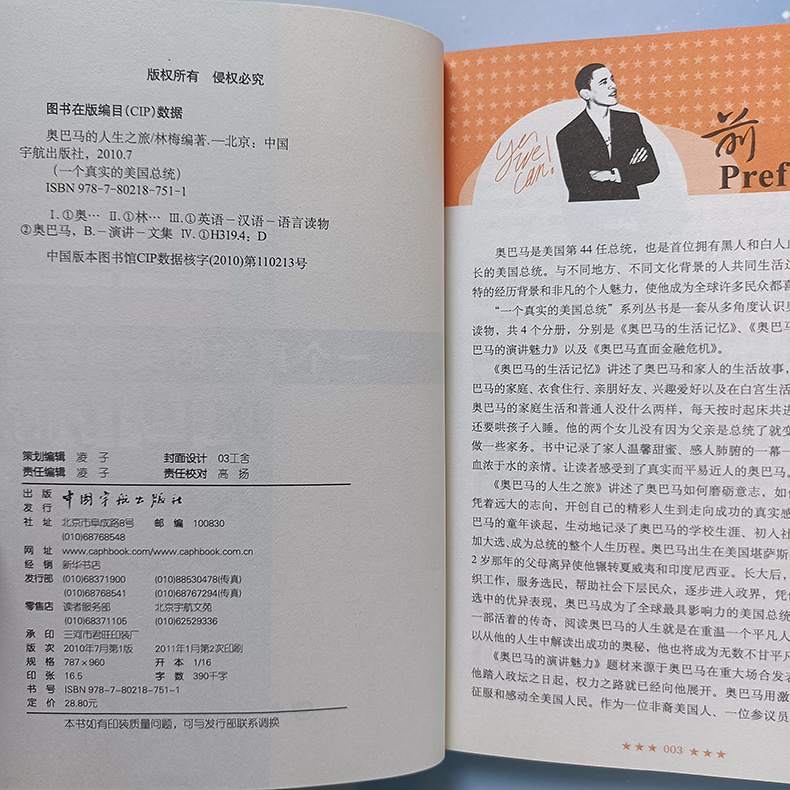 版权所有　侵权必究
图书在版编目(CIP)数据
奥巴马的人生之旅/林梅编著.—北京：中国
宇航出版社，2010.7
（一个真实的美国总统）
ISBN 978-7-80218-751-1
Ⅰ.①奥… Ⅱ.①林… Ⅲ.①英语－汉语－语言读物
②奥巴马，B.－演讲－文集 Ⅳ.①H319.4；D
中国版本图书馆CIP数据核字(2010)第110213号
策划编辑 凌 子 封面设计 03工舍
责任编辑 凌 子 责任校对 高 扬
出 版
发 行 中国宇航出版社
社 址 北京市阜成路8号 邮 编 100830
(010)68768548
网 址 www.caphbook.com/www.caphbook.com.cn
经 销 新华书店
发行部 (010)68371900 (010)88530478(传真)
(010)68768541 (010)68767294(传真)
零售店 读者服务部 北京宇航文苑
(010)68371105 (010)62529336
承 印 三河市君旺印装厂
版 次 2010年7月第1版 2011年1月第2次印刷
规 格 787×960 开 本 1/16
印 张 16.5 字 数 390千字
书 号 ISBN 978-7-80218-751-1
定 价 28.80元
本书如有印装质量问题，可与发行部联系调换
Yes
we
can!
前
Pref
奥巴马是美国第44任总统，也是首位拥有黑人和白人血
长的美国总统。与不同地方、不同文化背景的人共同生活过
特的经历背景和非凡的个人魅力，使他成为全球许多民众都喜
“一个真实的美国总统”系列丛书是一套从多角度认识奥
读物，共4个分册，分别是《奥巴马的生活记忆》、《奥巴马
巴马的演讲魅力》以及《奥巴马直面金融危机》。
《奥巴马的生活记忆》讲述了奥巴马和家人的生活故事，
巴马的家庭、衣食住行、亲朋好友、兴趣爱好以及在白宫生活
奥巴马的家庭生活和普通人没什么两样，每天按时起床共进
还要哄孩子入睡。他的两个女儿没有因为父亲是总统了就变
做一些家务。书中记录了家人温馨甜蜜、感人肺腑的一幕一
血浓于水的亲情。让读者感受到了真实而平易近人的奥巴马。
《奥巴马的人生之旅》讲述了奥巴马如何磨砺意志，如何
凭着远大的志向，开创自己的精彩人生到走向成功的真实感
巴马的童年谈起，生动地记录了奥巴马的学校生涯、初入社
加大选、成为总统的整个人生历程。奥巴马出生在美国堪萨斯
2岁那年的父母离异使他辗转夏威夷和印度尼西亚。长大后，
织工作，服务选民，帮助社会下层民众，逐步进入政界，凭
选中的优异表现，奥巴马成为了全球最具影响力的美国总统
一部活着的传奇，阅读奥巴马的人生就是在重温一个平凡人
以从他的人生中解读出成功的奥秘，他也将成为无数不甘平凡
《奥巴马的演讲魅力》题材来源于奥巴马在重大场合发表
他踏入政坛之日起，权力之路就已经向他展开。奥巴马用激
征服和感动全美国人民。作为一位非裔美国人、一位参议员
★★★ 003 ★★★